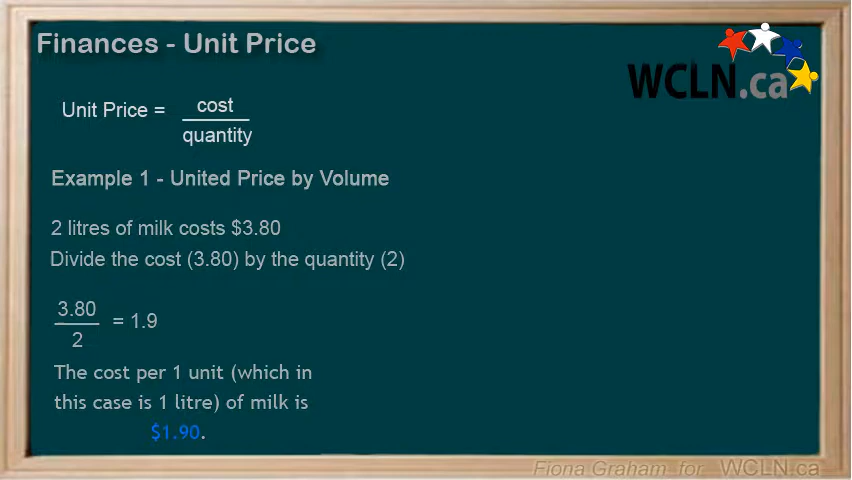 Finances - Unit Price
WCLN.ca
Unit Price = cost
quantity
Example 1 - United Price by Volume
2 litres of milk costs $3.80
Divide the cost (3.80) by the quantity (2)
3.80
2
= 1.9
The cost per 1 unit (which in
this case is 1 litre) of milk is
$1.90.
Fiona Graham for WCLN.ca